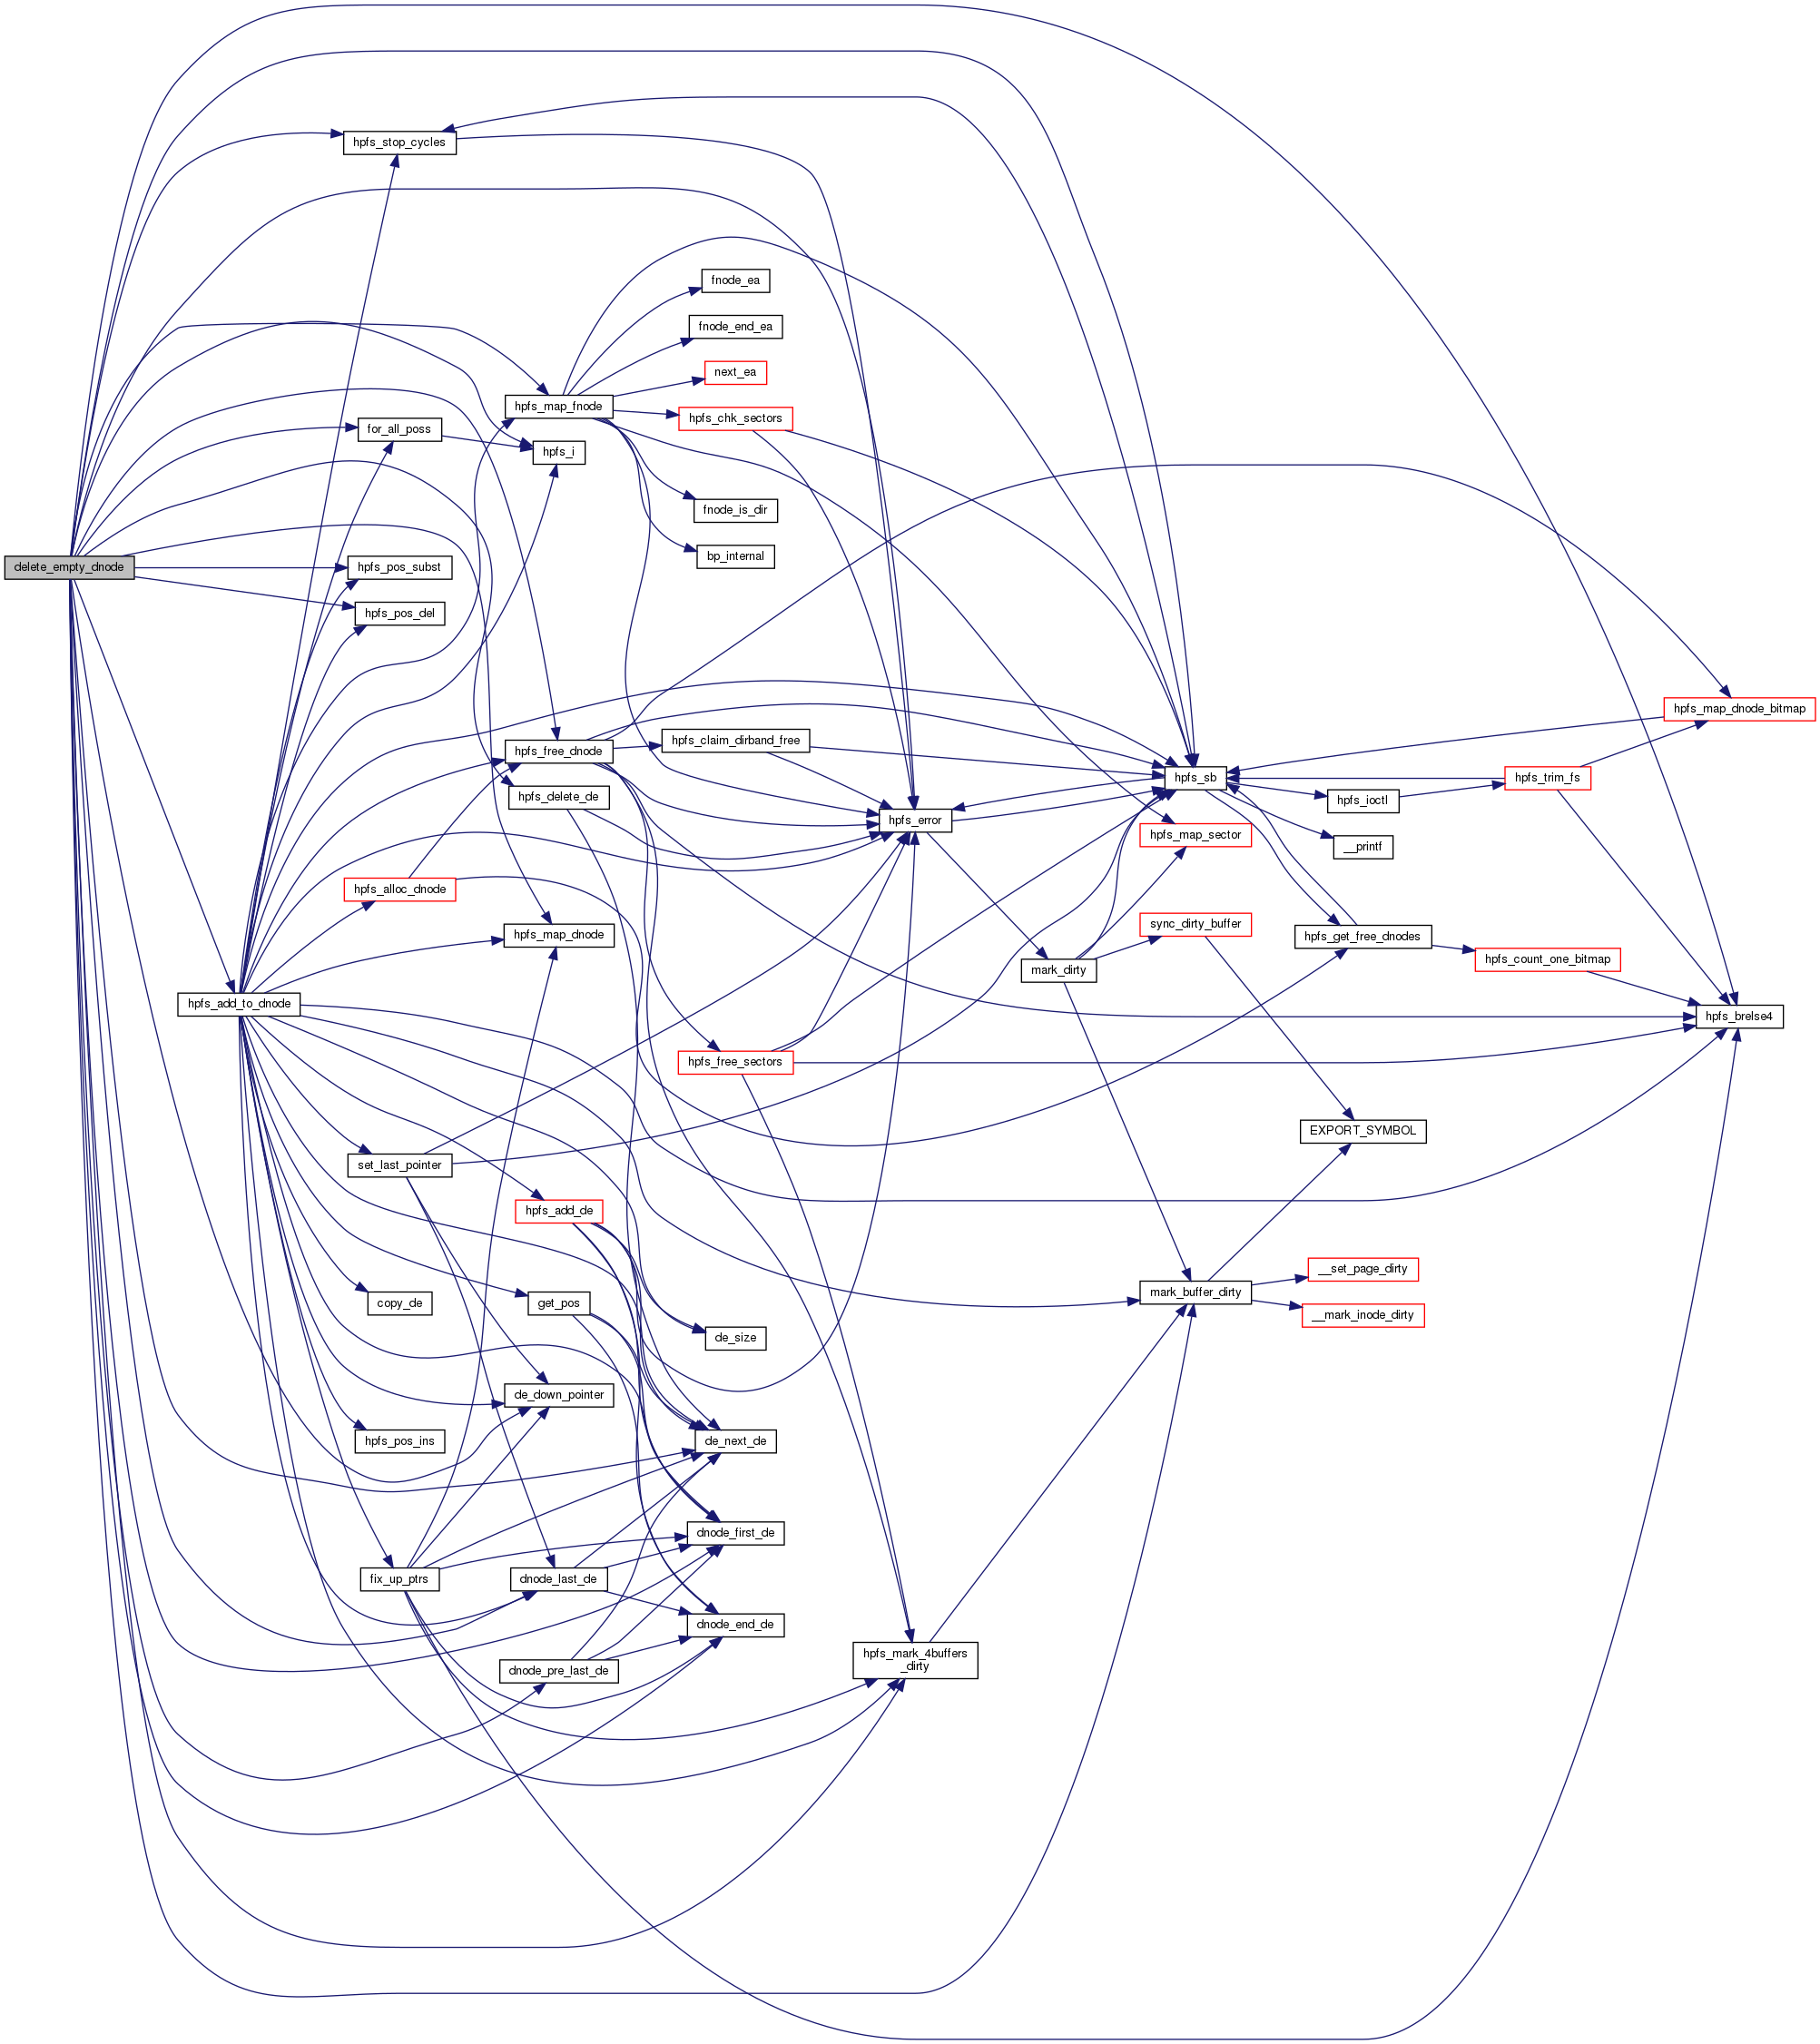 hpfs_stop_cycles
fnode_ea
fnode_end_ea
next_ea
hpfs_map_fnode
hpfs_chk_sectors
for_all_poss
hpfs_i
fnode_is_dir
bp_internal
delete_empty_dnode
hpfs_pos_subst
hpfs_pos_del
hpfs_map_dnode_bitmap
hpfs_claim_dirband_free
hpfs_free_dnode
hpfs_sb
hpfs_trim_fs
hpfs_delete_de
hpfs_ioctl
hpfs_error
hpfs_map_sector
__printf
hpfs_alloc_dnode
sync_dirty_buffer
hpfs_map_dnode
hpfs_get_free_dnodes
hpfs_count_one_bitmap
mark_dirty
hpfs_add_to_dnode
hpfs_brelse4
hpfs_free_sectors
EXPORT_SYMBOL
set_last_pointer
hpfs_add_de
__set_page_dirty
mark_buffer_dirty
copy_de
get_pos
__mark_inode_dirty
de_size
de_down_pointer
hpfs_pos_ins
de_next_de
dnode_first_de
fix_up_ptrs
dnode_last_de
dnode_end_de
hpfs_mark_4buffers
_dirty
dnode_pre_last_de